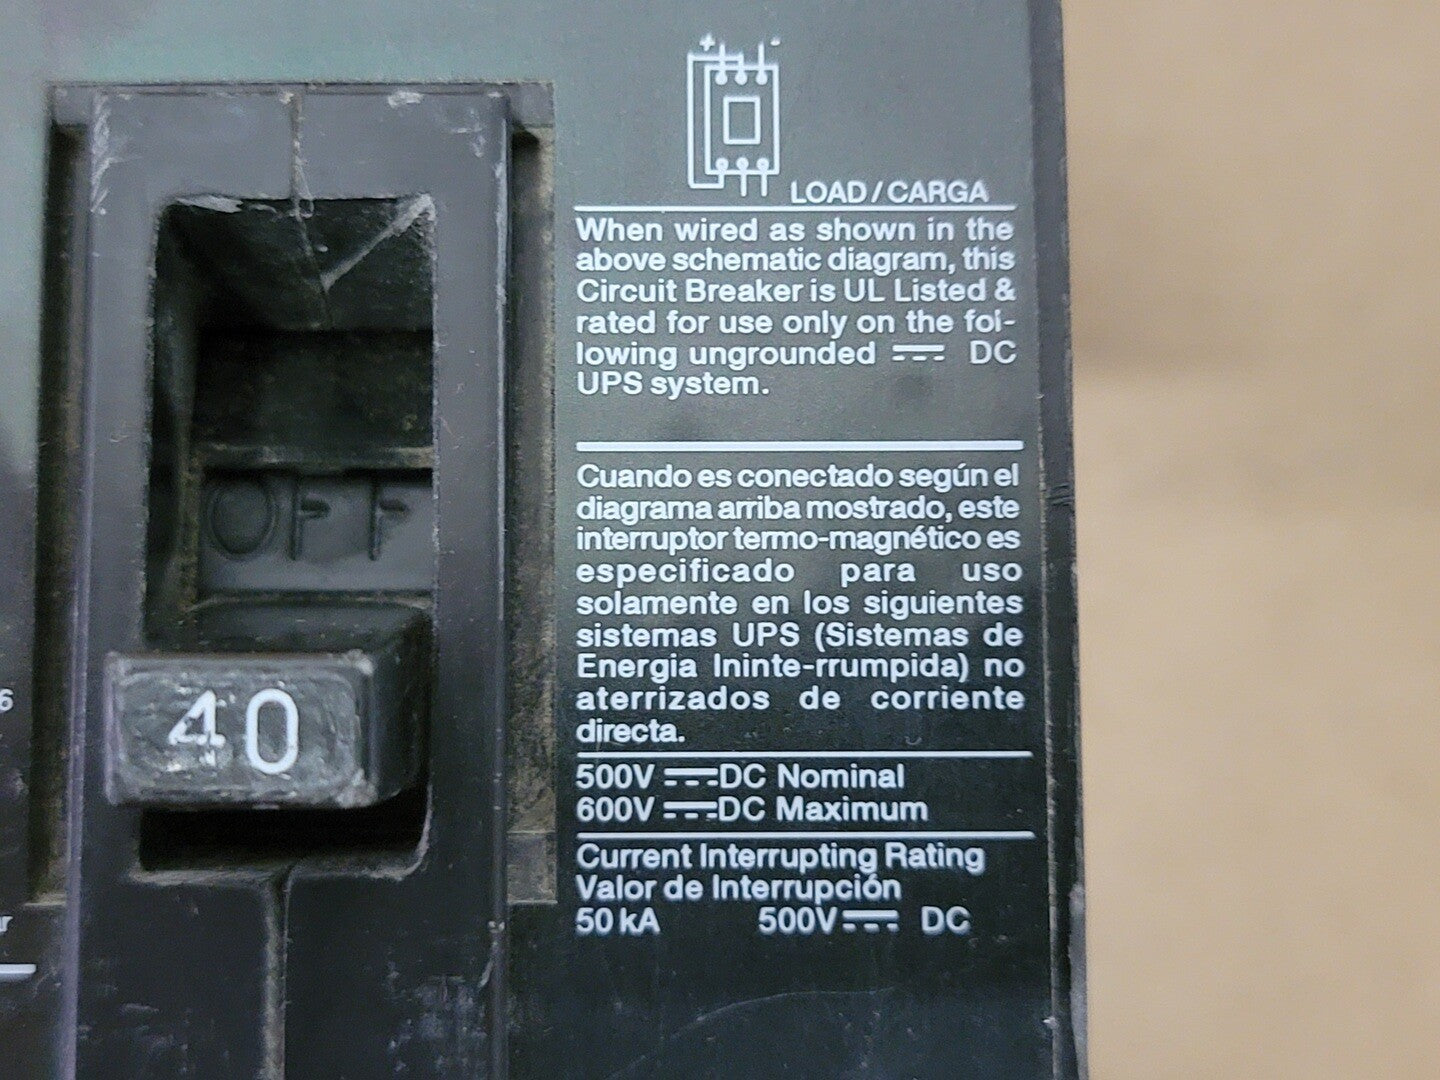 + -
LOAD / CARGA
When wired as shown in the
above schematic diagram, this
Circuit Breaker is UL Listed &
rated for use only on the fol-
lowing ungrounded ⎓ DC
UPS system.
Cuando es conectado según el
diagrama arriba mostrado, este
interruptor termo-magnético es
especificado para uso
solamente en los siguientes
sistemas UPS (Sistemas de
Energia Ininte-rrumpida) no
aterrizados de corriente
directa.
500V ⎓DC Nominal
600V ⎓DC Maximum
Current Interrupting Rating
Valor de Interrupción
50 kA 500V⎓ DC
OFF
40
6